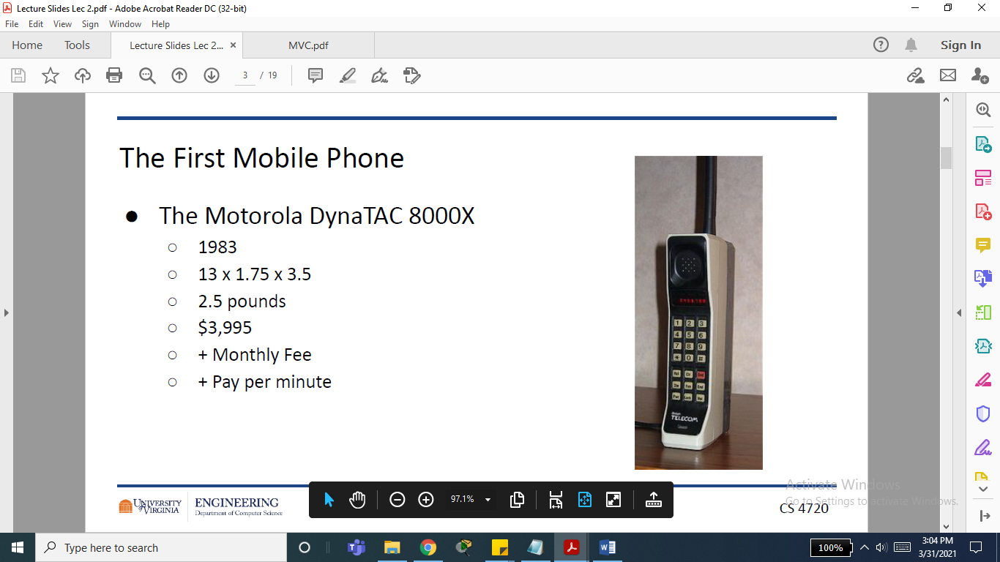 Lecture Slides Lec 2.pdf - Adobe Acrobat Reader DC (32-bit)
File Edit View Sign Window Help
Home Tools Lecture Slides Lec 2... × MVC.pdf Sign In
3 / 19
The First Mobile Phone
● The Motorola DynaTAC 8000X
○ 1983
○ 13 x 1.75 x 3.5
○ 2.5 pounds
○ $3,995
○ + Monthly Fee
○ + Pay per minute
1 2 3
4 5 6
7 8 9
* 0 #
TELECOM
UNIVERSITY of VIRGINIA
ENGINEERING
Department of Computer Science
97.1%
CS 4720
Activate Windows
Go to Settings to activate Windows.
Type here to search
100%
3:04 PM
3/31/2021